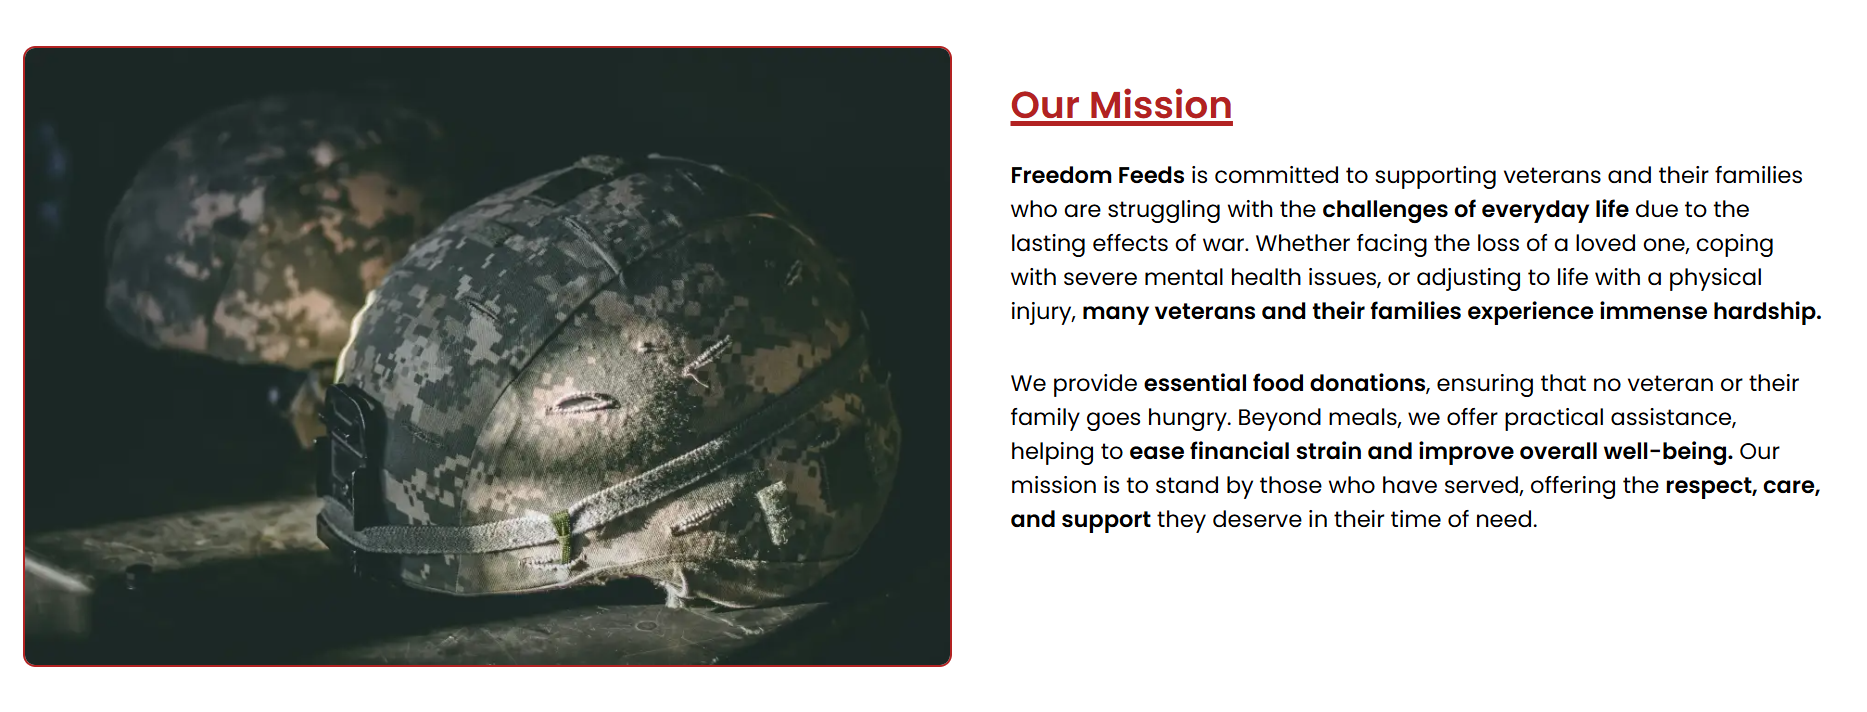 Our Mission
Freedom Feeds is committed to supporting veterans and their families
who are struggling with the challenges of everyday life due to the
lasting effects of war. Whether facing the loss of a loved one, coping
with severe mental health issues, or adjusting to life with a physical
injury, many veterans and their families experience immense hardship.
We provide essential food donations, ensuring that no veteran or their
family goes hungry. Beyond meals, we offer practical assistance,
helping to ease financial strain and improve overall well-being. Our
mission is to stand by those who have served, offering the respect, care,
and support they deserve in their time of need.